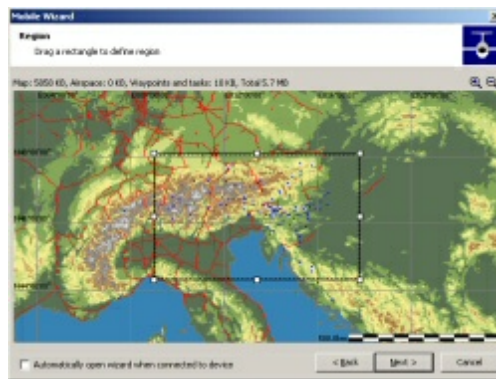 Mobile Wizard
Region
Drag a rectangle to define region
Map: 5850 KB, Airspace: 0 KB, Waypoints and tasks: 18 KB, Total 5.7 MB
Automatically open wizard when connected to device
< Back
Next >
Cancel